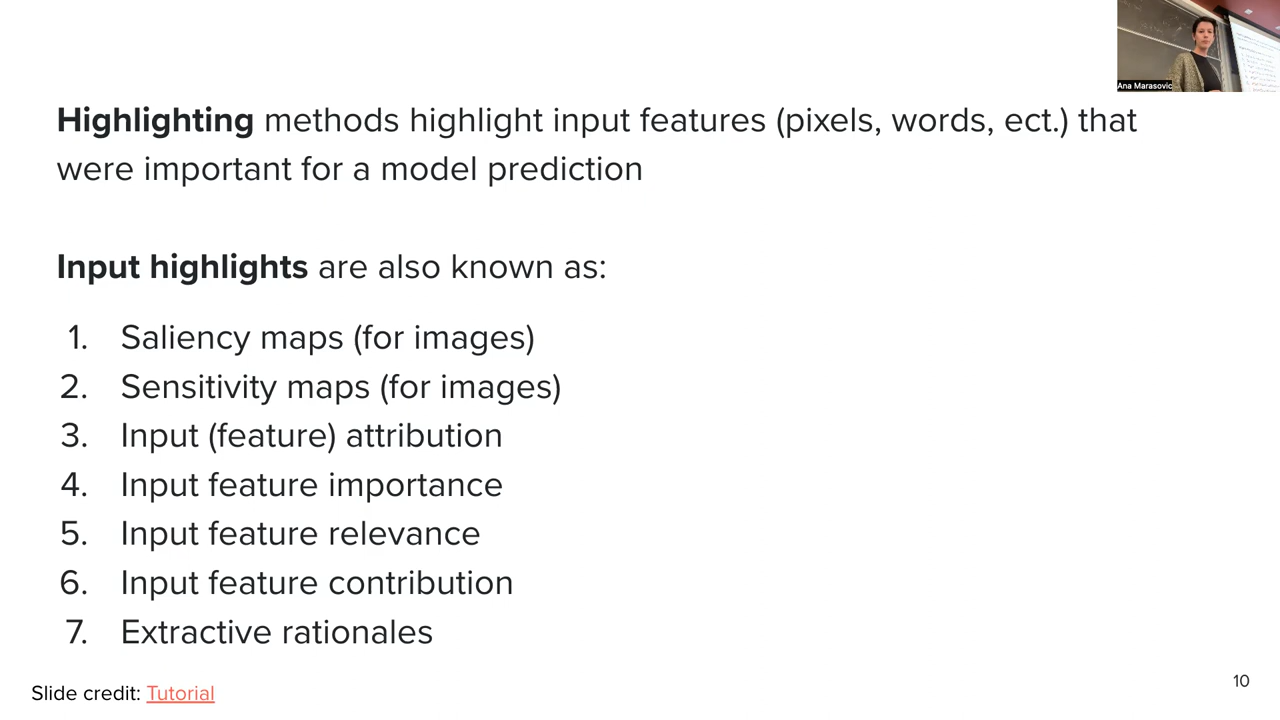 Ana Marasovic
Highlighting methods highlight input features (pixels, words, ect.) that
were important for a model prediction
Input highlights are also known as:
1. Saliency maps (for images)
2. Sensitivity maps (for images)
3. Input (feature) attribution
4. Input feature importance
5. Input feature relevance
6. Input feature contribution
7. Extractive rationales
Slide credit: Tutorial
10